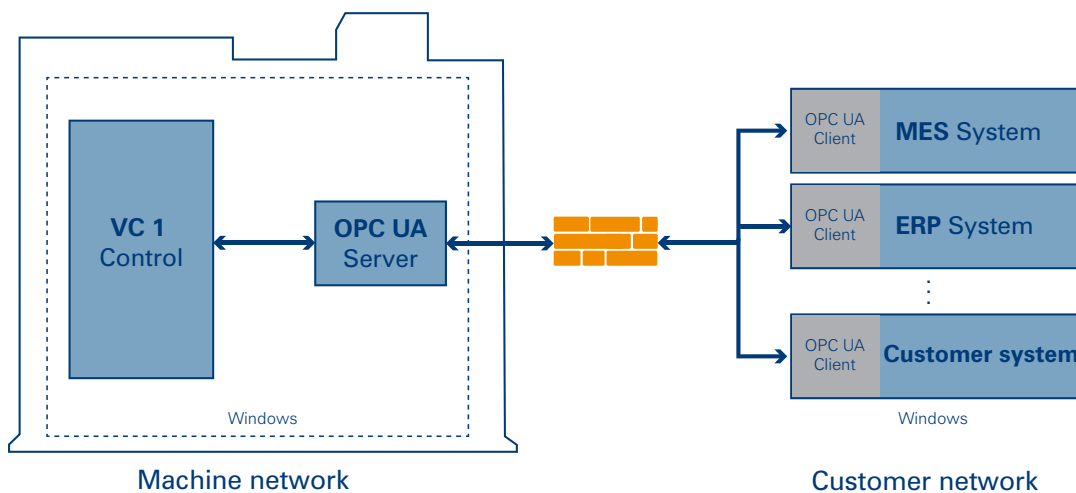 VC 1
Control
OPC UA
Server
Windows
Machine network
OPC UA
Client
MES System
OPC UA
Client
ERP System
OPC UA
Client
Customer system
Windows
Customer network